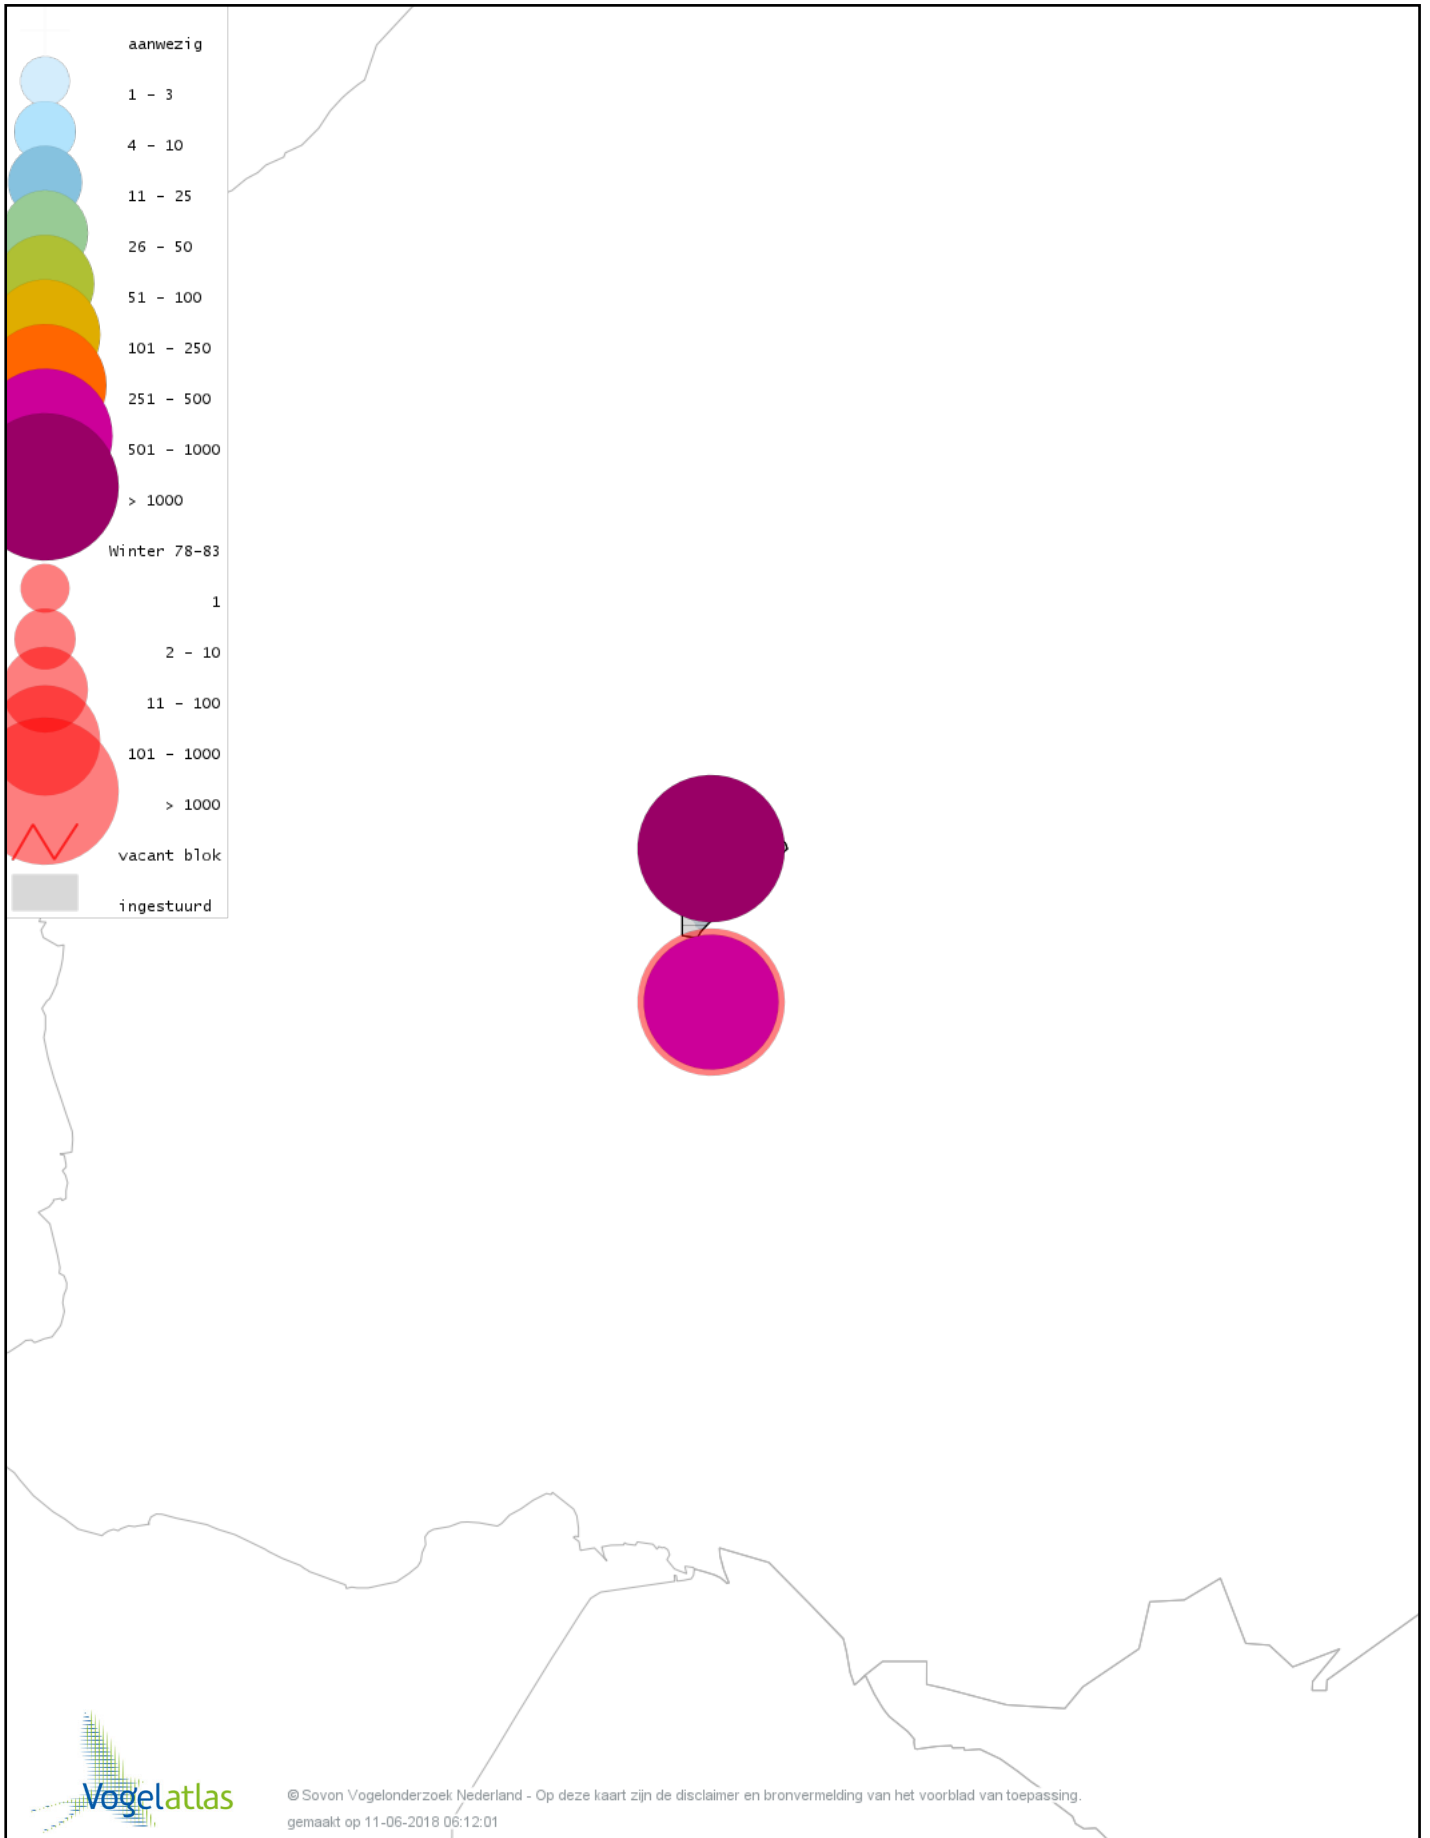 aanwezig
1 - 3
4 - 10
11 - 25
26 - 50
51 - 100
101 - 250
251 - 500
501 - 1000
> 1000
Winter 78-83
1
2 - 10
11 - 100
101 - 1000
> 1000
vacant blok
ingestuurd
Vogelatlas
© Sovon Vogelonderzoek Nederland - Op deze kaart zijn de disclaimer en bronvermelding van het voorblad van toepassing.
gemaakt op 11-06-2018 06:12:01